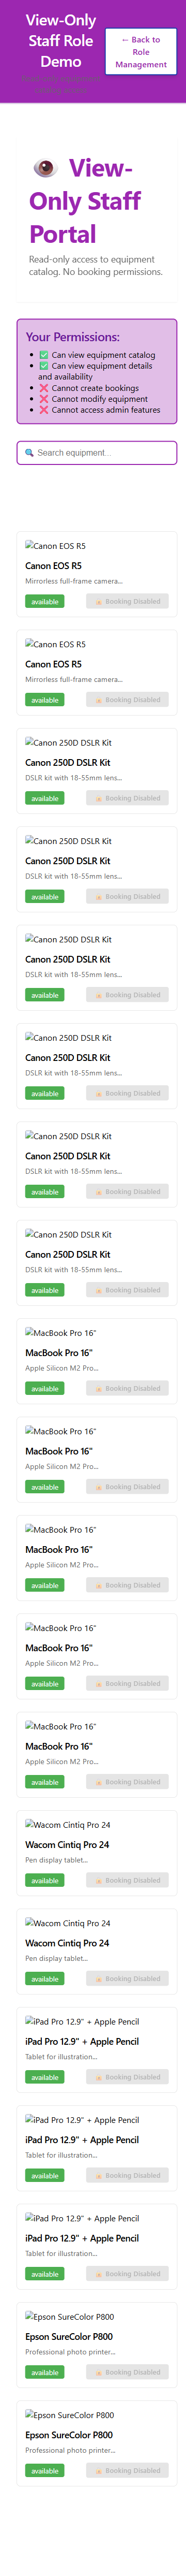 View-Only
Staff Role
Demo
Read-only equipment
catalog access
← Back to
Role
Management
View-
Only Staff
Portal
Read-only access to equipment
catalog. No booking permissions.
Your Permissions:
Can view equipment catalog
Can view equipment details
and availability
Cannot create bookings
Cannot modify equipment
Cannot access admin features
Search equipment...
Canon EOS R5
Canon EOS R5
Mirrorless full-frame camera...
available Booking Disabled
Canon EOS R5
Canon EOS R5
Mirrorless full-frame camera...
available Booking Disabled
Canon 250D DSLR Kit
Canon 250D DSLR Kit
DSLR kit with 18-55mm lens...
available Booking Disabled
Canon 250D DSLR Kit
Canon 250D DSLR Kit
DSLR kit with 18-55mm lens...
available Booking Disabled
Canon 250D DSLR Kit
Canon 250D DSLR Kit
DSLR kit with 18-55mm lens...
available Booking Disabled
Canon 250D DSLR Kit
Canon 250D DSLR Kit
DSLR kit with 18-55mm lens...
available Booking Disabled
Canon 250D DSLR Kit
Canon 250D DSLR Kit
DSLR kit with 18-55mm lens...
available Booking Disabled
Canon 250D DSLR Kit
Canon 250D DSLR Kit
DSLR kit with 18-55mm lens...
available Booking Disabled
MacBook Pro 16"
MacBook Pro 16"
Apple Silicon M2 Pro...
available Booking Disabled
MacBook Pro 16"
MacBook Pro 16"
Apple Silicon M2 Pro...
available Booking Disabled
MacBook Pro 16"
MacBook Pro 16"
Apple Silicon M2 Pro...
available Booking Disabled
MacBook Pro 16"
MacBook Pro 16"
Apple Silicon M2 Pro...
available Booking Disabled
MacBook Pro 16"
MacBook Pro 16"
Apple Silicon M2 Pro...
available Booking Disabled
Wacom Cintiq Pro 24
Wacom Cintiq Pro 24
Pen display tablet...
available Booking Disabled
Wacom Cintiq Pro 24
Wacom Cintiq Pro 24
Pen display tablet...
available Booking Disabled
iPad Pro 12.9" + Apple Pencil
iPad Pro 12.9" + Apple Pencil
Tablet for illustration...
available Booking Disabled
iPad Pro 12.9" + Apple Pencil
iPad Pro 12.9" + Apple Pencil
Tablet for illustration...
available Booking Disabled
iPad Pro 12.9" + Apple Pencil
iPad Pro 12.9" + Apple Pencil
Tablet for illustration...
available Booking Disabled
Epson SureColor P800
Epson SureColor P800
Professional photo printer...
available Booking Disabled
Epson SureColor P800
Epson SureColor P800
Professional photo printer...
available Booking Disabled